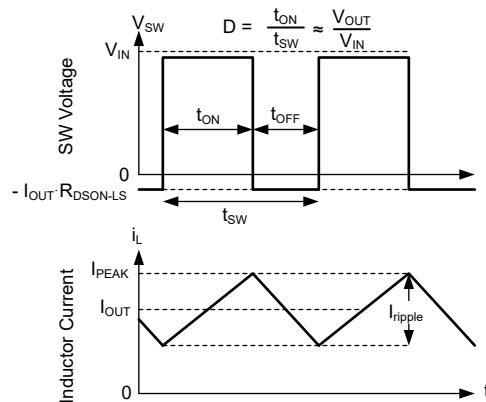 V_SW
D = t_ON / t_SW ≈ V_OUT / V_IN
V_IN
SW Voltage
t_ON
t_OFF
0
t
- I_OUT·R_DSON-LS
t_SW
i_L
I_PEAK
Inductor Current
I_OUT
I_ripple
0
t